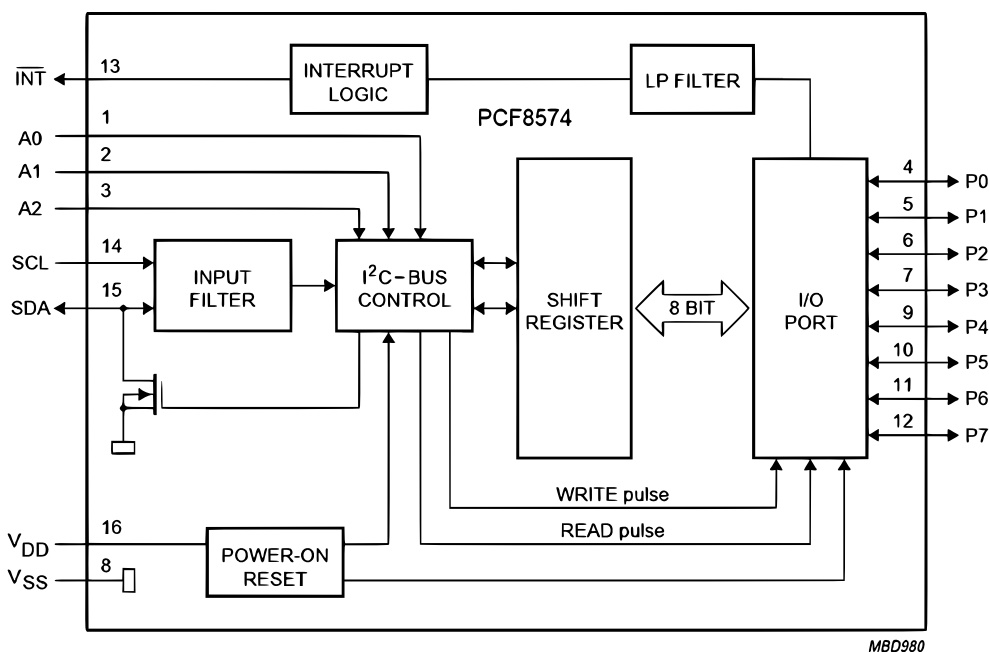 INT
13
INTERRUPT
LOGIC
LP FILTER
PCF8574
A0
1
A1
2
A2
3
SCL
14
SDA
15
INPUT
FILTER
I²C–BUS
CONTROL
SHIFT
REGISTER
8 BIT
I/O
PORT
4
P0
5
P1
6
P2
7
P3
9
P4
10
P5
11
P6
12
P7
WRITE pulse
READ pulse
VDD
16
VSS
8
POWER-ON
RESET
MBD980